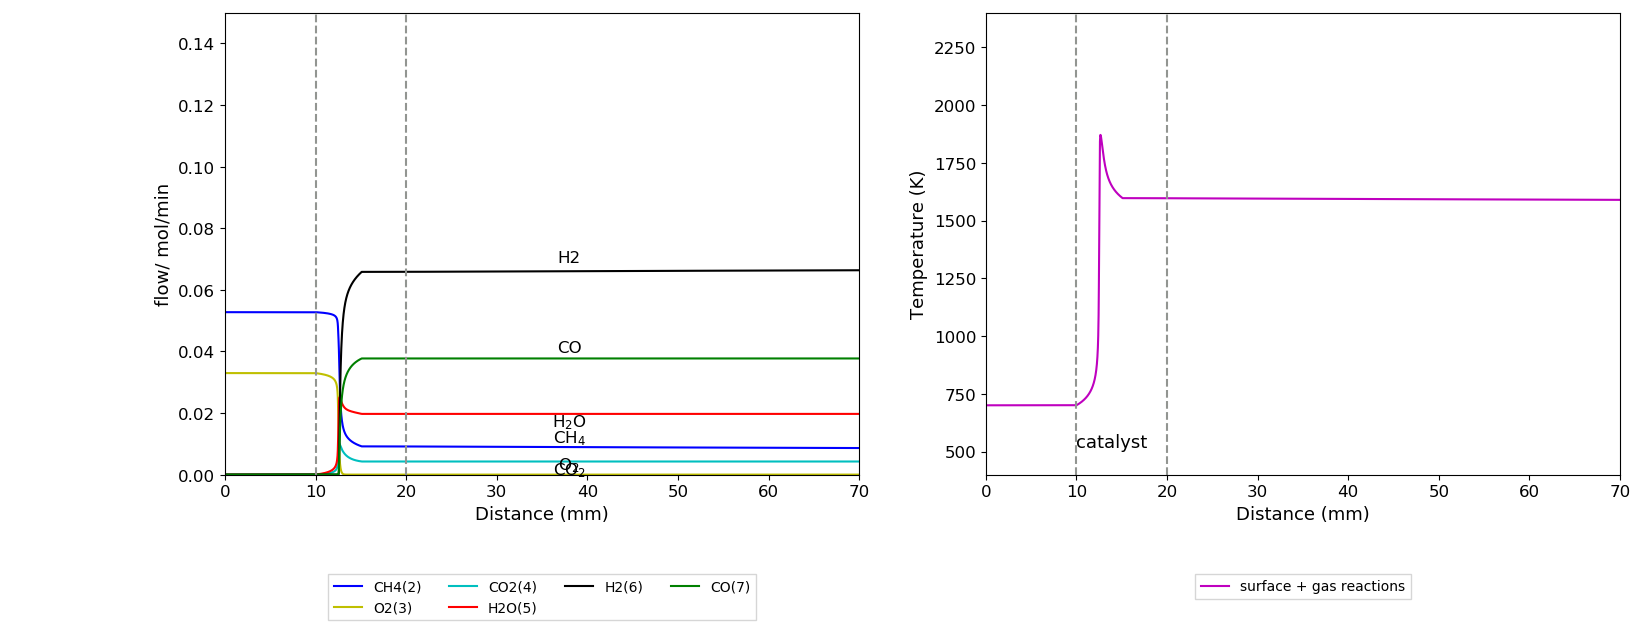 0.14
0.12
0.10
0.08
0.06
0.04
0.02
0.00
flow/ mol/min
H2
CO
H₂O
CH₄
O₂
CO₂
0 10 20 30 40 50 60 70
Distance (mm)
CH4(2) CO2(4) H2(6) CO(7)
O2(3) H2O(5)
2250
2000
1750
1500
1250
1000
750
500
Temperature (K)
catalyst
0 10 20 30 40 50 60 70
Distance (mm)
surface + gas reactions